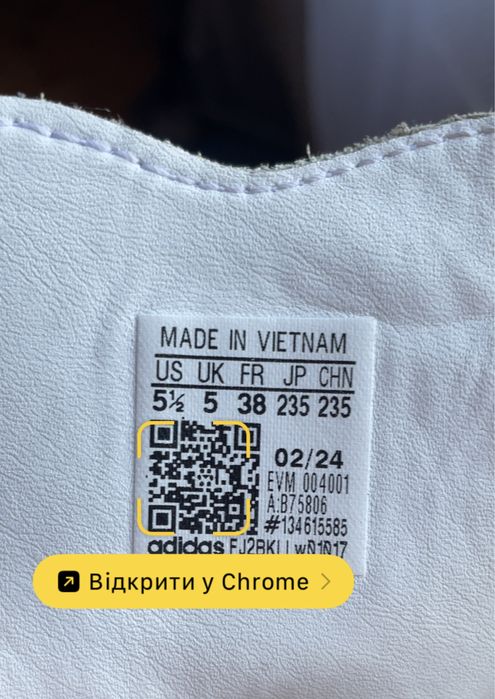 MADE IN VIETNAM
US UK FR JP CHN
5½ 5 38 235 235
02/24
EVM 004001
A:B75806
#134615585
adidas
Відкрити у Chrome